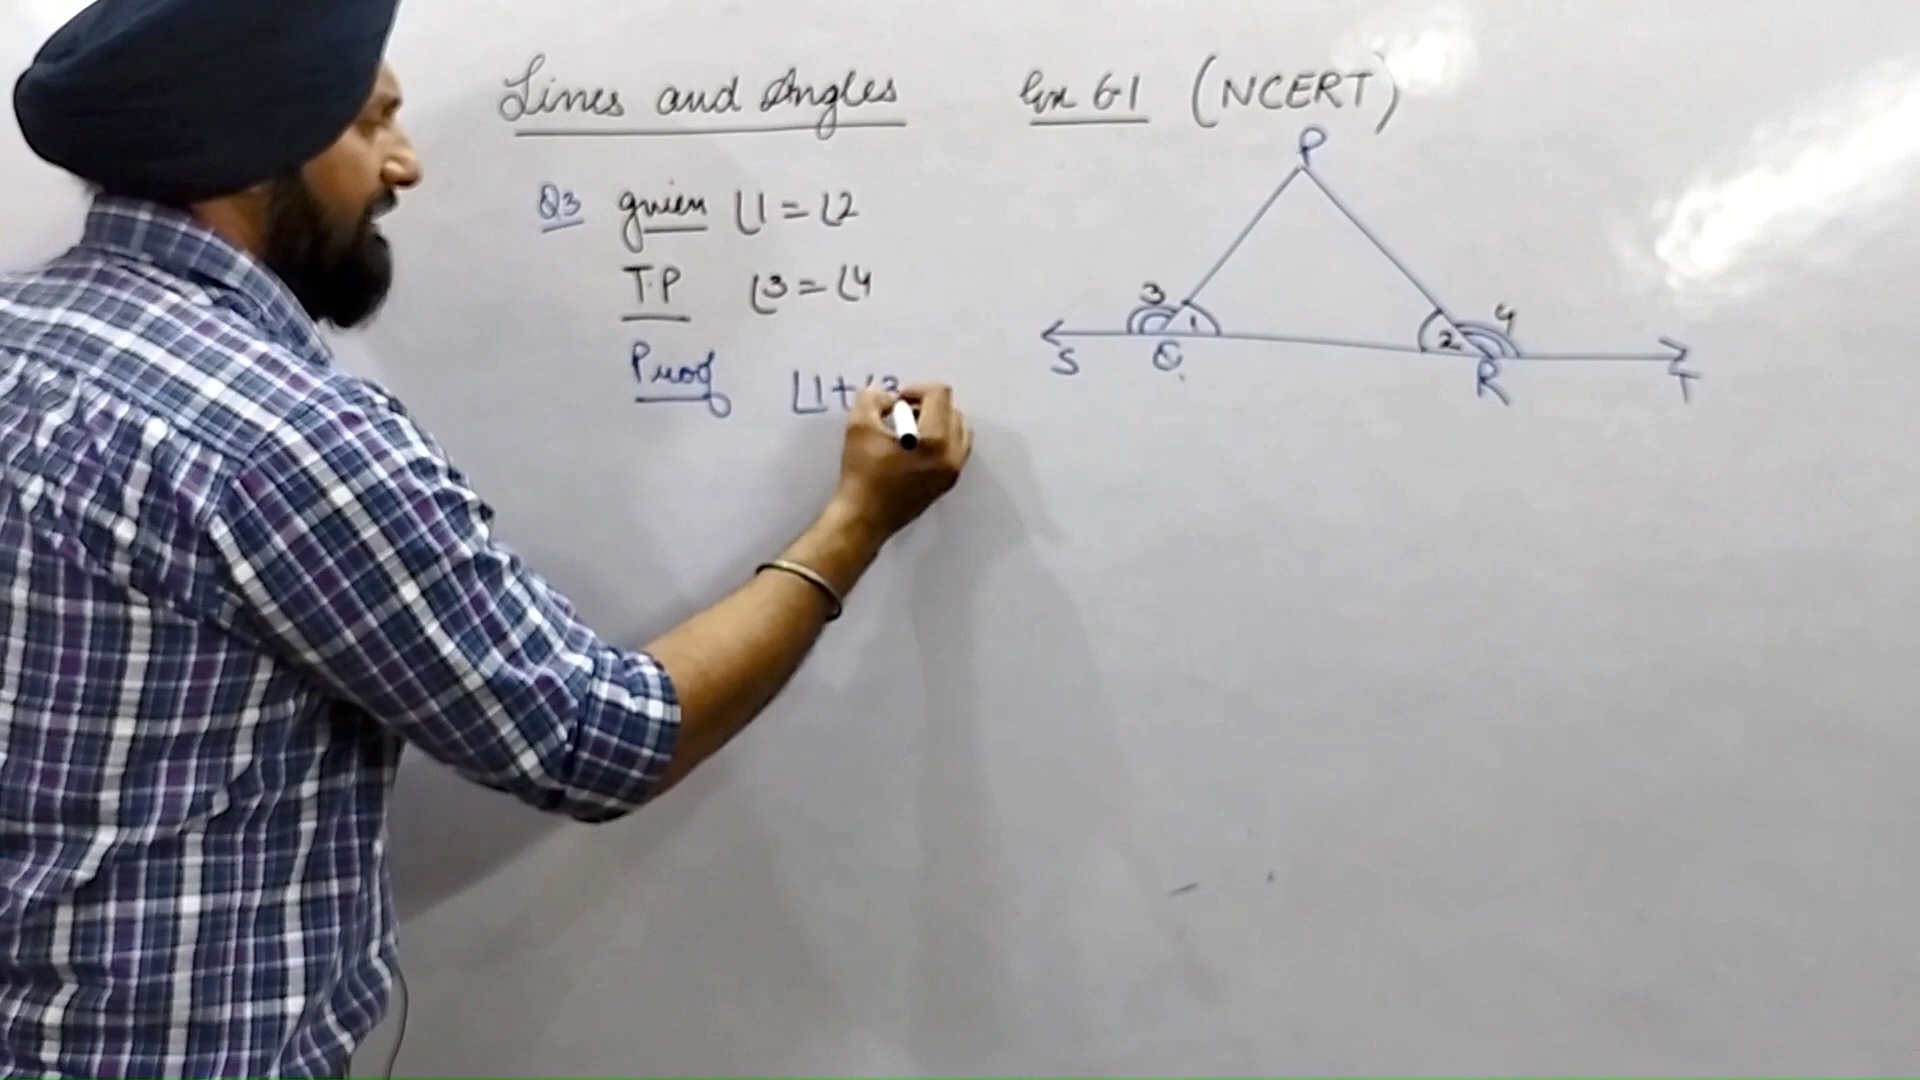 Lines and Angles Ex 6.1 (NCERT)
Q3 given ∠1 = ∠2
T.P ∠3 = ∠4
Proof ∠1 + ∠3
P
3 1 2 4
S Q R T